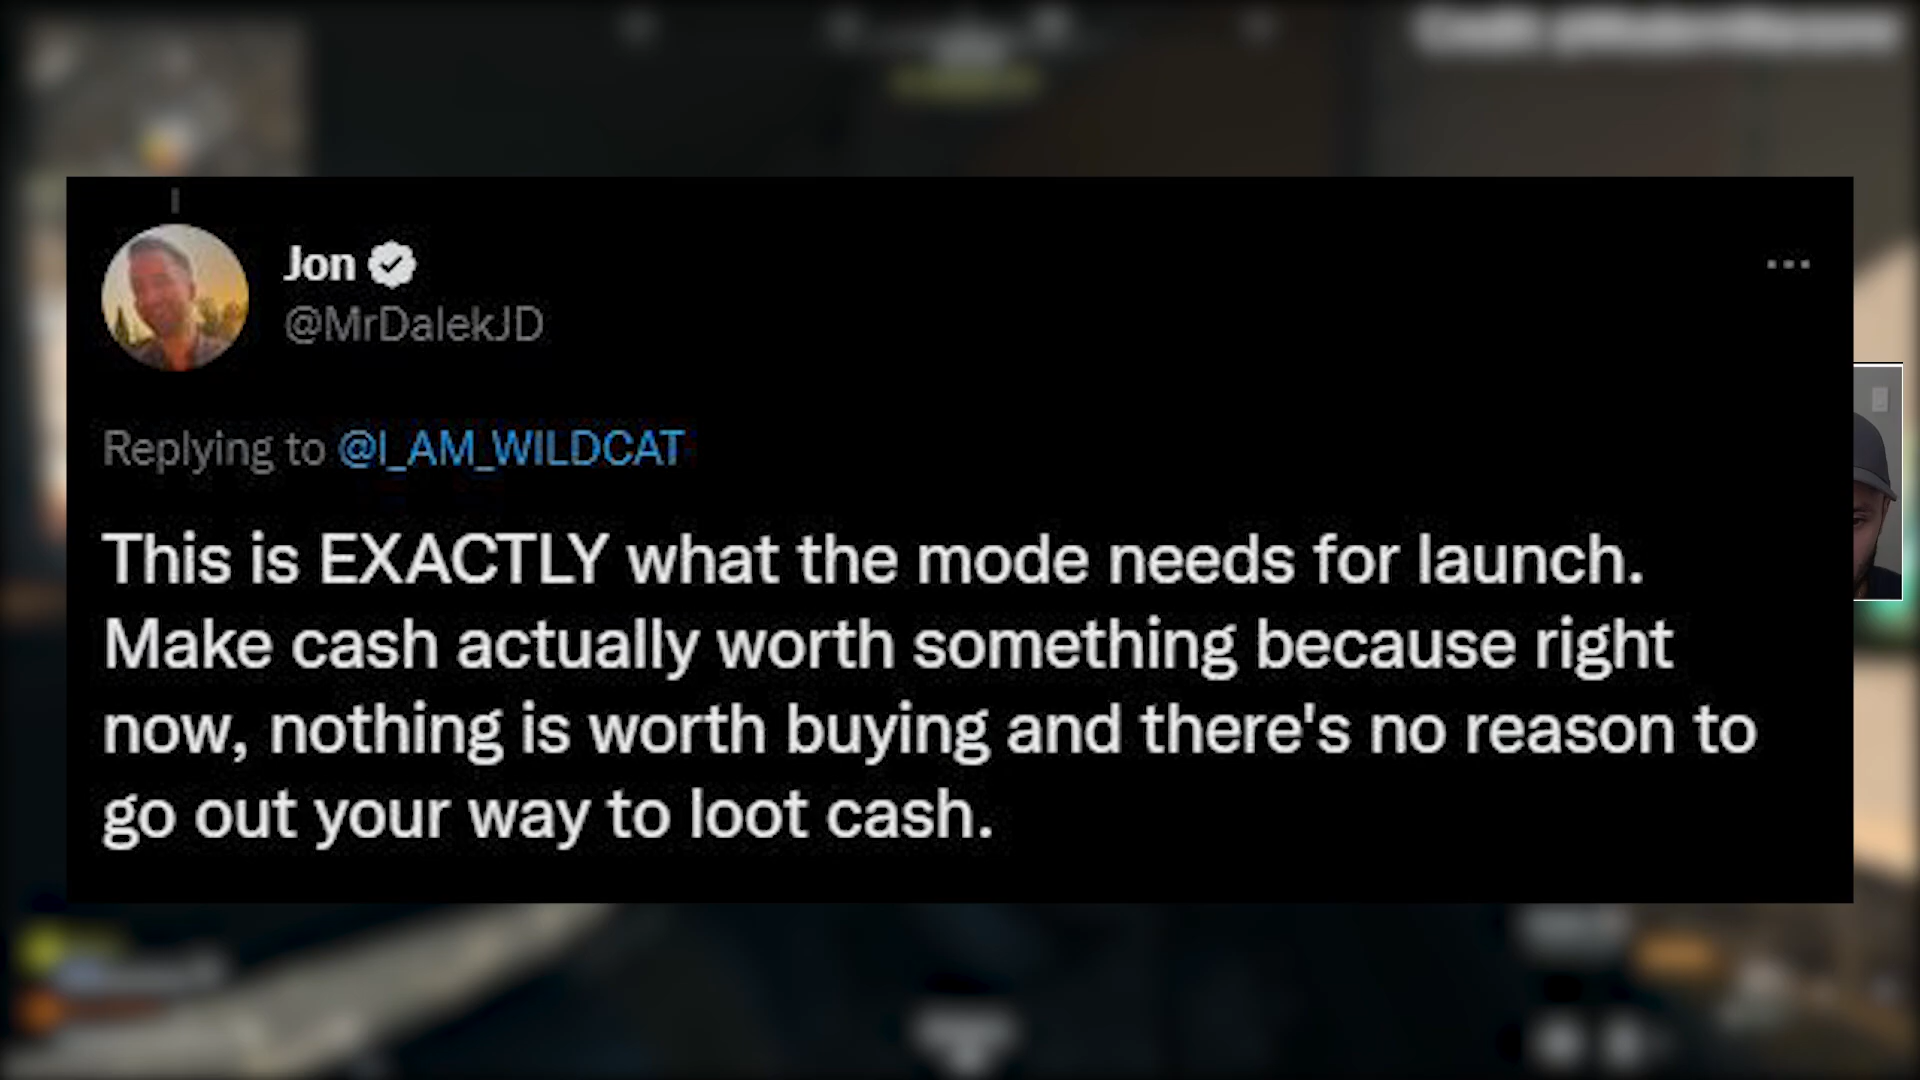 Jon
@MrDalekJD
Replying to @I_AM_WILDCAT
This is EXACTLY what the mode needs for launch.
Make cash actually worth something because right
now, nothing is worth buying and there's no reason to
go out your way to loot cash.